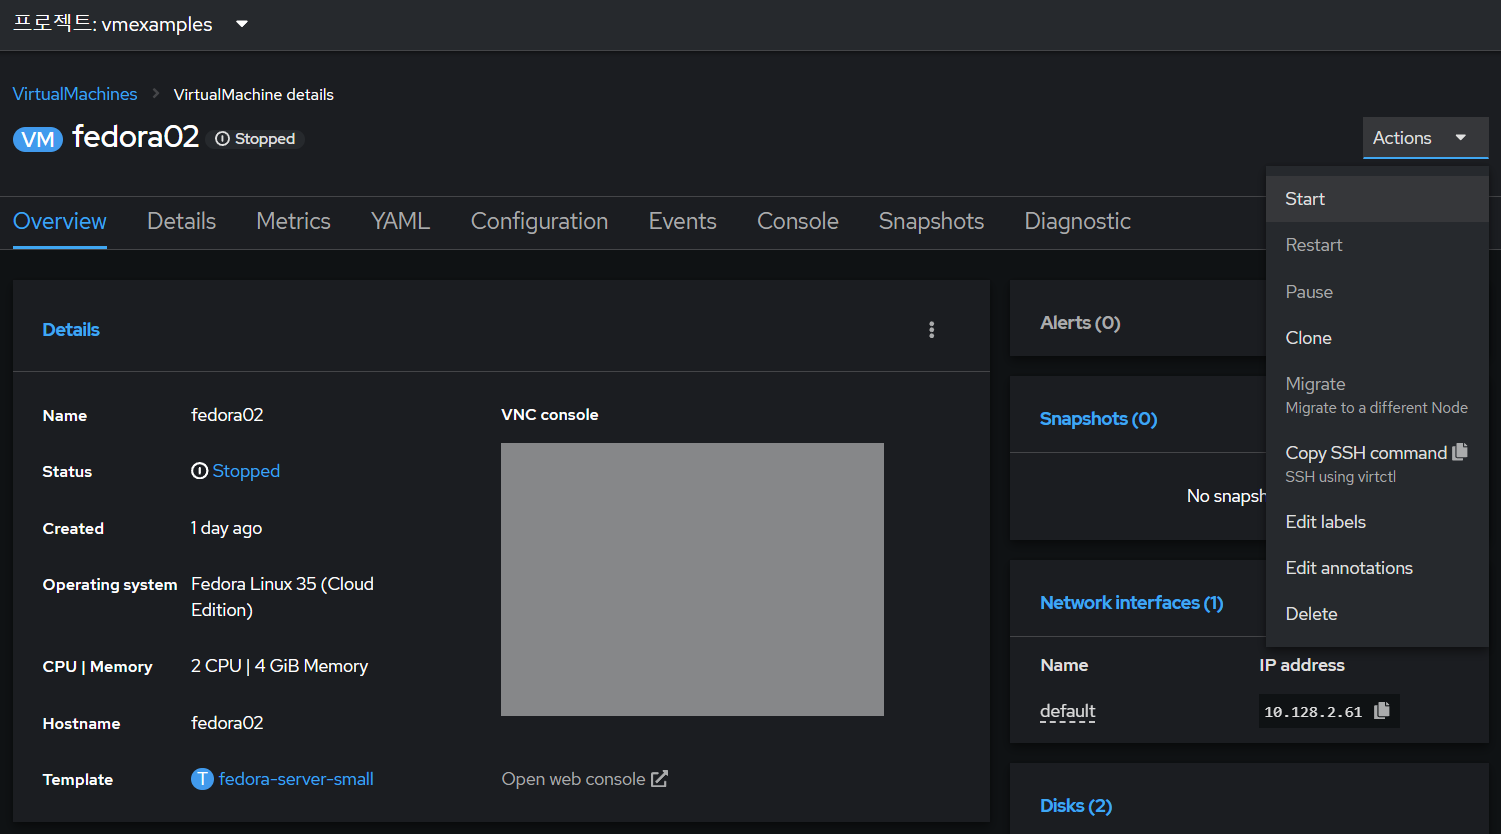 프로젝트: vmexamples
VirtualMachines
VirtualMachine details
VM fedora02 Stopped
Actions
Start
Restart
Pause
Clone
Migrate
Migrate to a different Node
Copy SSH command
SSH using virtctl
Edit labels
Edit annotations
Delete
Overview Details Metrics YAML Configuration Events Console Snapshots Diagnostic
Details
Name fedora02
Status Stopped
Created 1 day ago
Operating system Fedora Linux 35 (Cloud
Edition)
CPU | Memory 2 CPU | 4 GiB Memory
Hostname fedora02
Template T fedora-server-small
VNC console
Open web console
Alerts (0)
Snapshots (0)
No snapsh
Network interfaces (1)
Name IP address
default 10.128.2.61
Disks (2)